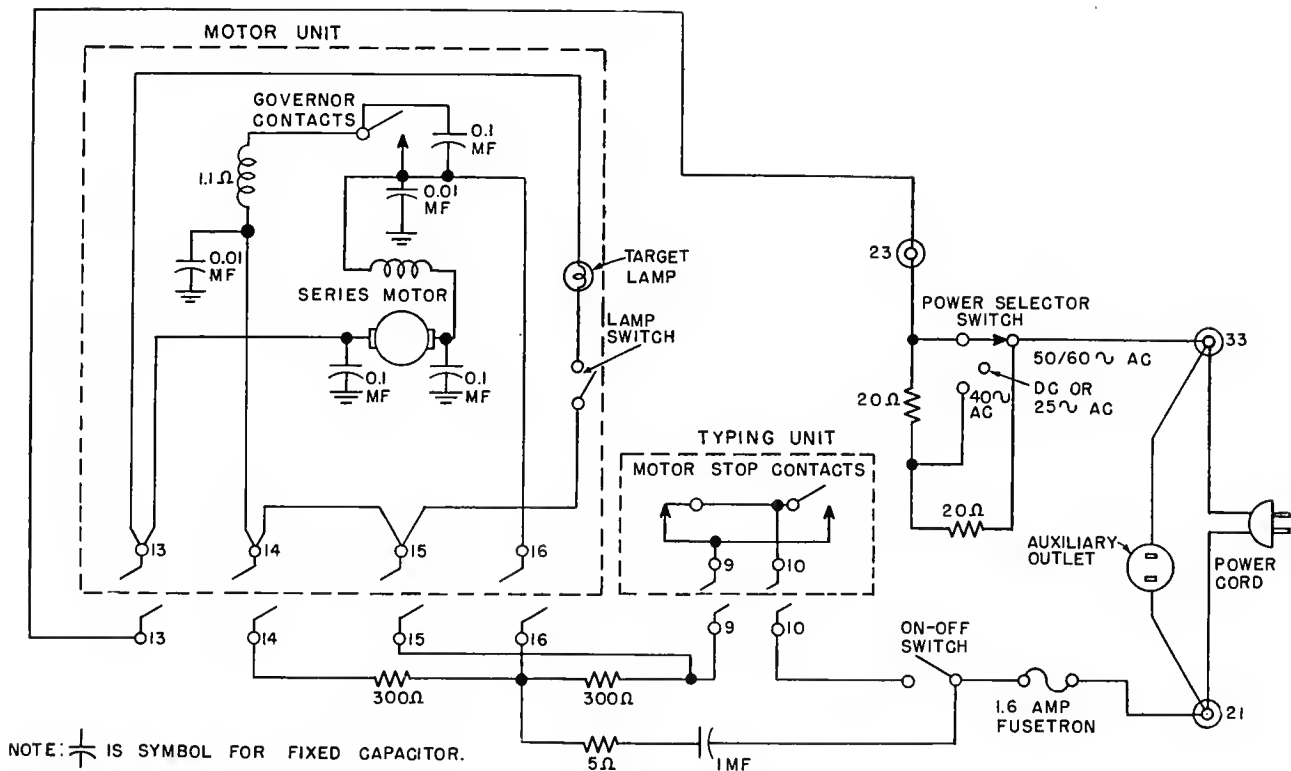 MOTOR UNIT
GOVERNOR
CONTACTS
0.1
MF
1.1Ω
0.01
MF
0.01
MF
SERIES MOTOR
0.1
MF
0.1
MF
TARGET
LAMP
LAMP
SWITCH
23
POWER SELECTOR
SWITCH
33
50/60~ AC
DC OR
25~ AC
40~
AC
20Ω
20Ω
TYPING UNIT
MOTOR STOP CONTACTS
AUXILIARY
OUTLET
POWER
CORD
13
14
15
16
9
10
13
14
15
16
9
10
ON-OFF
SWITCH
300Ω
300Ω
1.6 AMP
FUSETRON
21
5Ω
1MF
NOTE: IS SYMBOL FOR FIXED CAPACITOR.